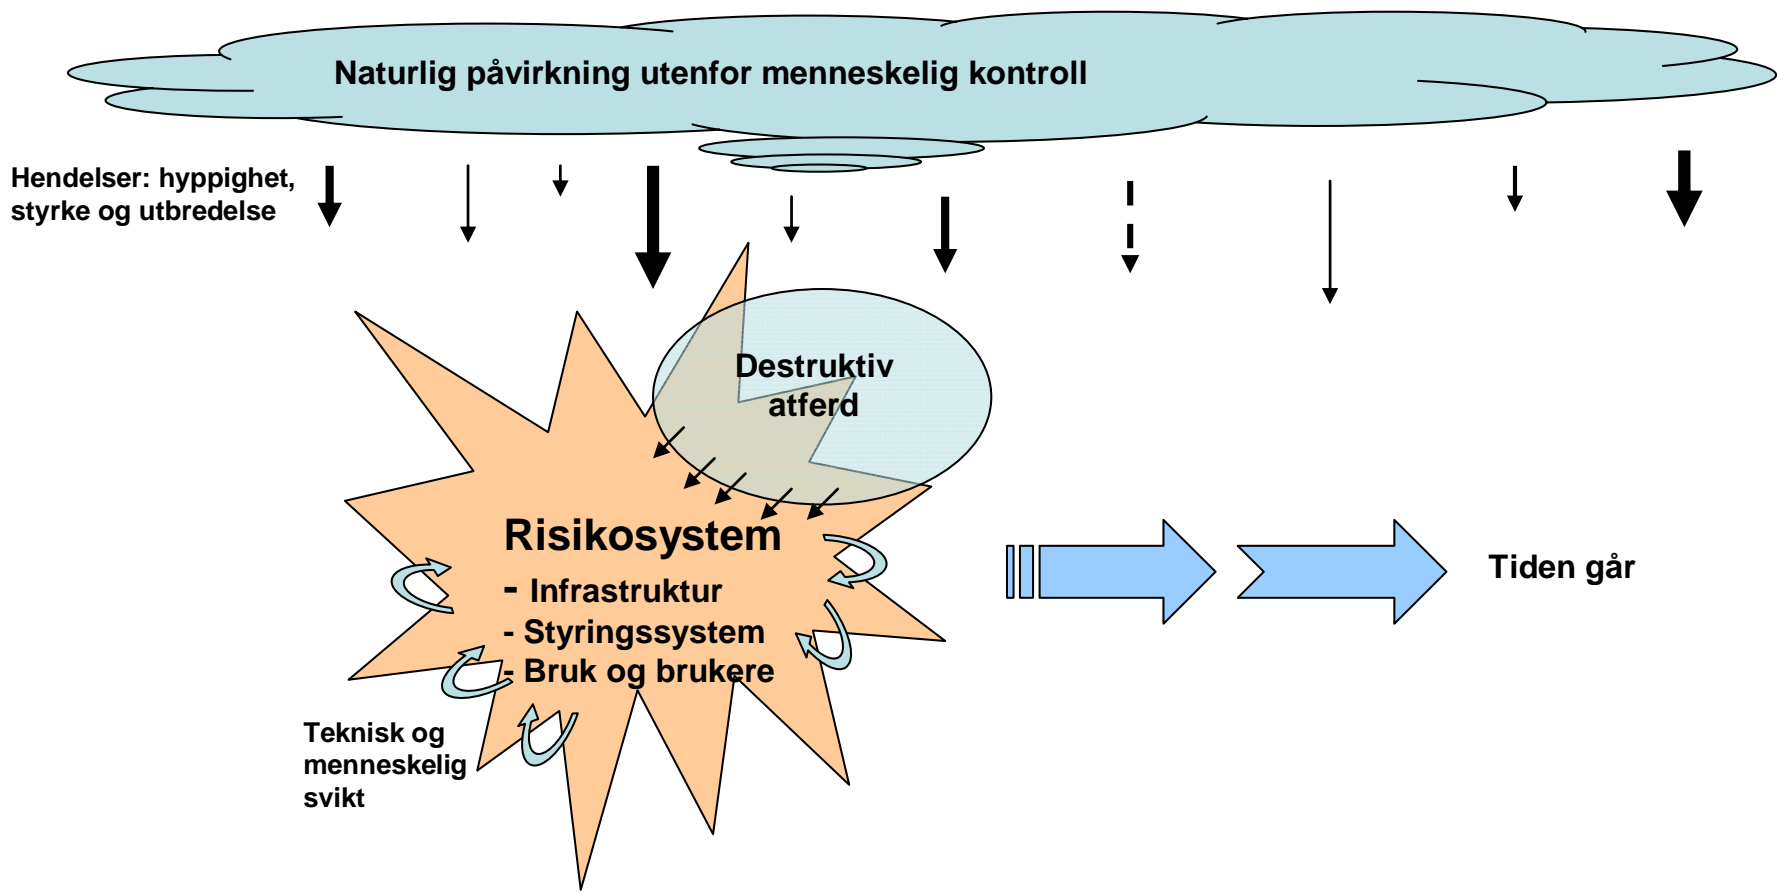 Naturlig påvirkning utenfor menneskelig kontroll
Hendelser: hyppighet,
styrke og utbredelse
Destruktiv
atferd
Risikosystem
- Infrastruktur
- Styringssystem
- Bruk og brukere
Tiden går
Teknisk og
menneskelig
svikt